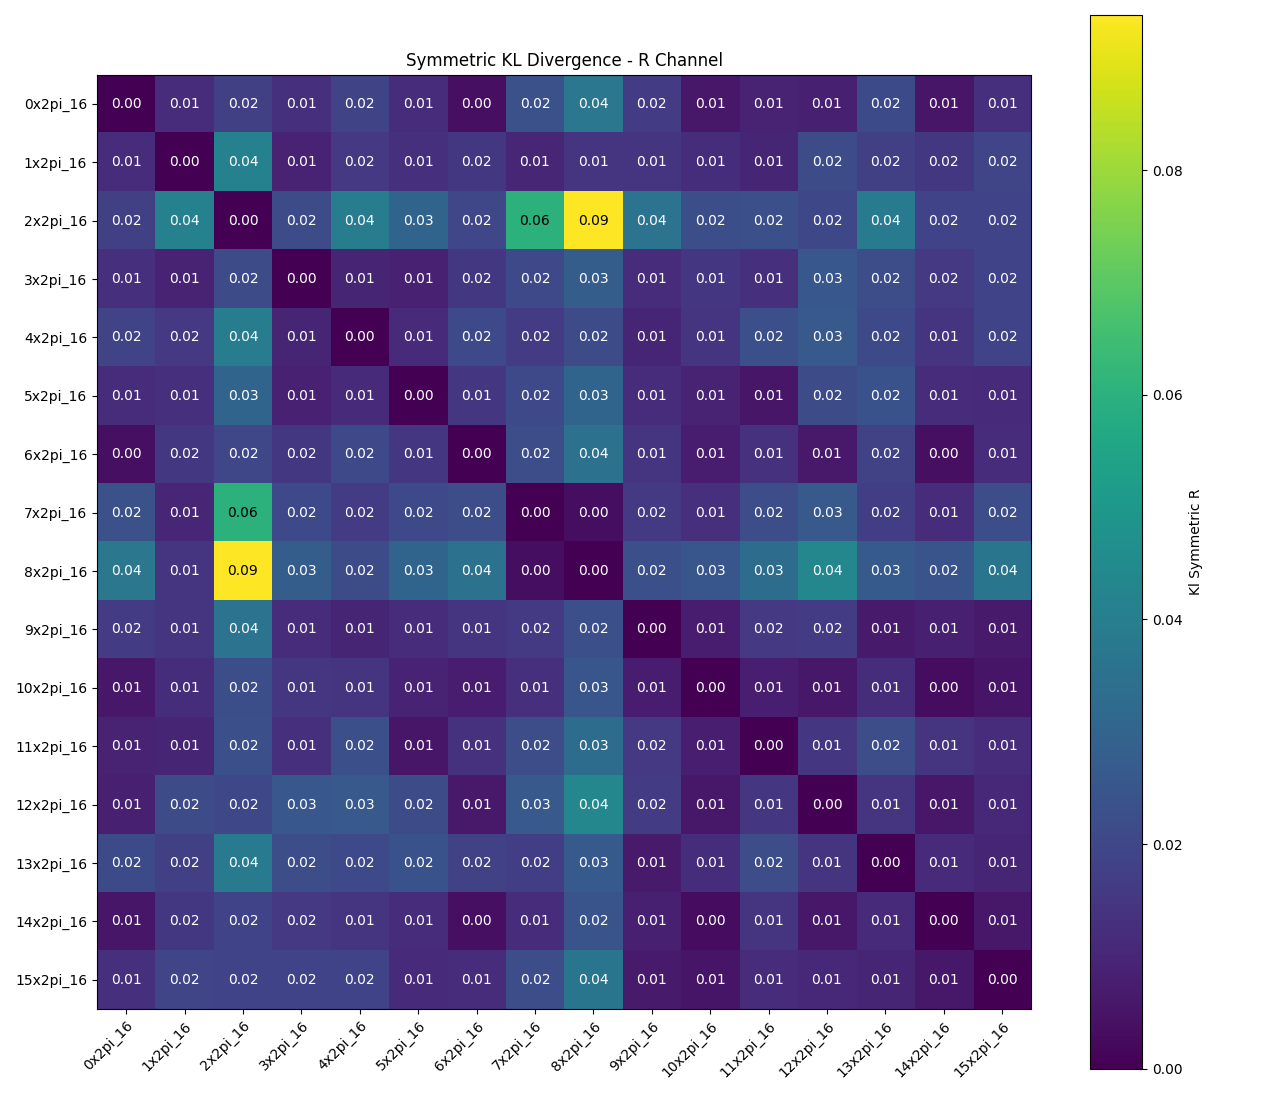 Symmetric KL Divergence - R Channel
0x2pi_16 0.00 0.01 0.02 0.01 0.02 0.01 0.00 0.02 0.04 0.02 0.01 0.01 0.01 0.02 0.01 0.01
1x2pi_16 0.01 0.00 0.04 0.01 0.02 0.01 0.02 0.01 0.01 0.01 0.01 0.01 0.02 0.02 0.02 0.02
2x2pi_16 0.02 0.04 0.00 0.02 0.04 0.03 0.02 0.06 0.09 0.04 0.02 0.02 0.02 0.04 0.02 0.02
3x2pi_16 0.01 0.01 0.02 0.00 0.01 0.01 0.02 0.02 0.03 0.01 0.01 0.01 0.03 0.02 0.02 0.02
4x2pi_16 0.02 0.02 0.04 0.01 0.00 0.01 0.02 0.02 0.02 0.01 0.01 0.02 0.03 0.02 0.01 0.02
5x2pi_16 0.01 0.01 0.03 0.01 0.01 0.00 0.01 0.02 0.03 0.01 0.01 0.01 0.02 0.02 0.01 0.01
6x2pi_16 0.00 0.02 0.02 0.02 0.02 0.01 0.00 0.02 0.04 0.01 0.01 0.01 0.01 0.02 0.00 0.01
7x2pi_16 0.02 0.01 0.06 0.02 0.02 0.02 0.02 0.00 0.00 0.02 0.01 0.02 0.03 0.02 0.01 0.02
8x2pi_16 0.04 0.01 0.09 0.03 0.02 0.03 0.04 0.00 0.00 0.02 0.03 0.03 0.04 0.03 0.02 0.04
9x2pi_16 0.02 0.01 0.04 0.01 0.01 0.01 0.01 0.02 0.02 0.00 0.01 0.02 0.02 0.01 0.01 0.01
10x2pi_16 0.01 0.01 0.02 0.01 0.01 0.01 0.01 0.01 0.03 0.01 0.00 0.01 0.01 0.01 0.00 0.01
11x2pi_16 0.01 0.01 0.02 0.01 0.02 0.01 0.01 0.02 0.03 0.02 0.01 0.00 0.01 0.02 0.01 0.01
12x2pi_16 0.01 0.02 0.02 0.03 0.03 0.02 0.01 0.03 0.04 0.02 0.01 0.01 0.00 0.01 0.01 0.01
13x2pi_16 0.02 0.02 0.04 0.02 0.02 0.02 0.02 0.02 0.03 0.01 0.01 0.02 0.01 0.00 0.01 0.01
14x2pi_16 0.01 0.02 0.02 0.02 0.01 0.01 0.00 0.01 0.02 0.01 0.00 0.01 0.01 0.01 0.00 0.01
15x2pi_16 0.01 0.02 0.02 0.02 0.02 0.01 0.01 0.02 0.04 0.01 0.01 0.01 0.01 0.01 0.01 0.00
0x2pi_16 1x2pi_16 2x2pi_16 3x2pi_16 4x2pi_16 5x2pi_16 6x2pi_16 7x2pi_16 8x2pi_16 9x2pi_16 10x2pi_16 11x2pi_16 12x2pi_16 13x2pi_16 14x2pi_16 15x2pi_16
0.08
0.06
0.04
0.02
0.00
Kl Symmetric R